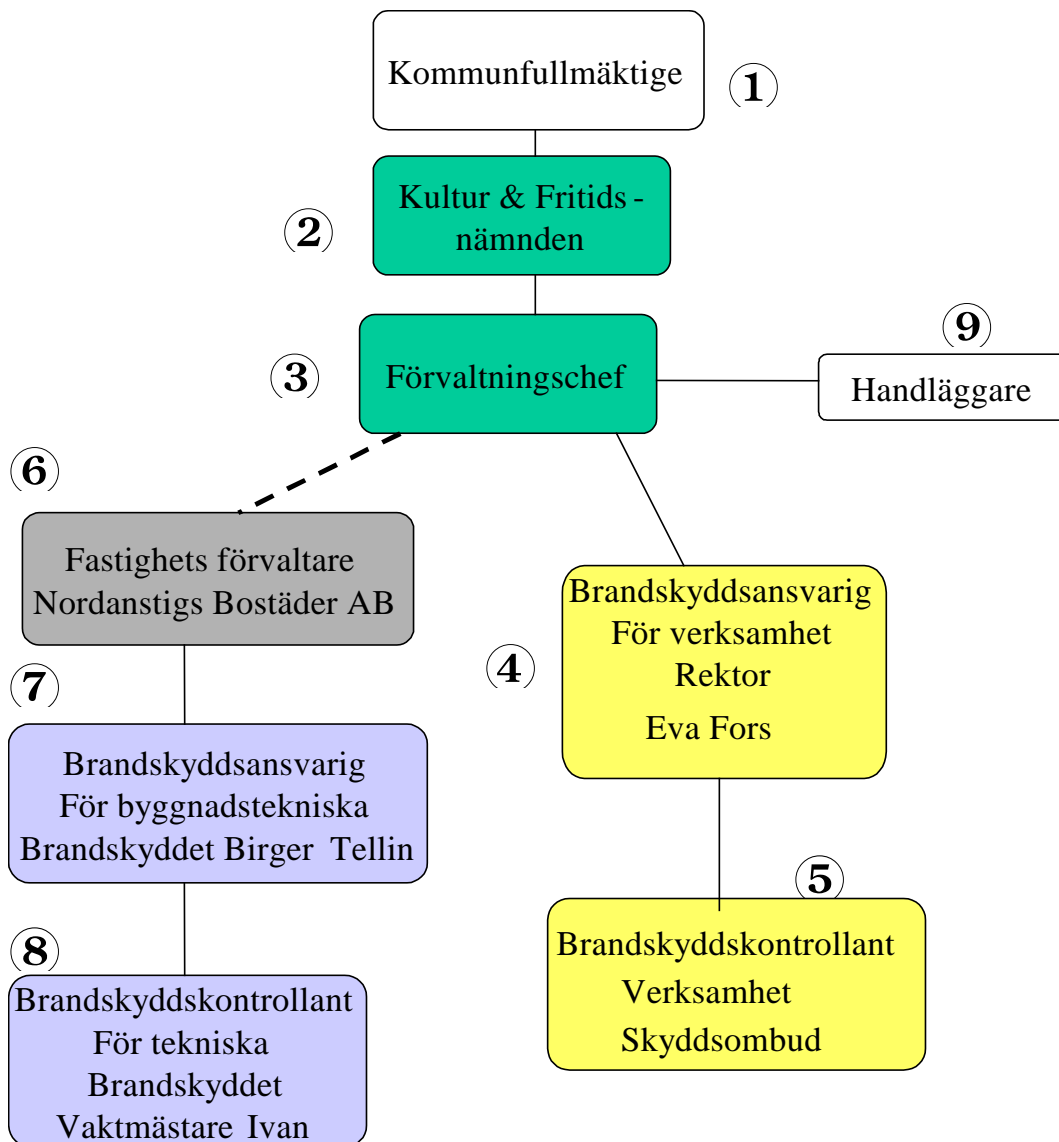 Kommunfullmäktige
1
Kultur & Fritids -
nämnden
2
Förvaltningschef
3
9
Handläggare
6
Fastighets förvaltare
Nordanstigs Bostäder AB
Brandskyddsansvarig
För verksamhet
Rektor
Eva Fors
4
7
Brandskyddsansvarig
För byggnadstekniska
Brandskyddet Birger Tellin
5
Brandskyddskontrollant
Verksamhet
Skyddsombud
8
Brandskyddskontrollant
För tekniska
Brandskyddet
Vaktmästare Ivan